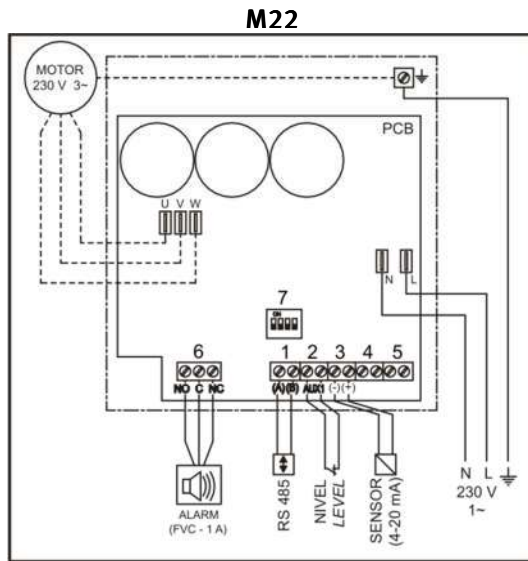 M22
MOTOR
230 V 3~
PCB
U V W
N L
7
ON
6
1 2 3 4 5
NO C NC
(A) (B) AUX1 (-) (+)
ALARM
(FVC - 1 A)
RS 485
NIVEL
LEVEL
SENSOR
(4-20 mA)
N L
230 V
1~